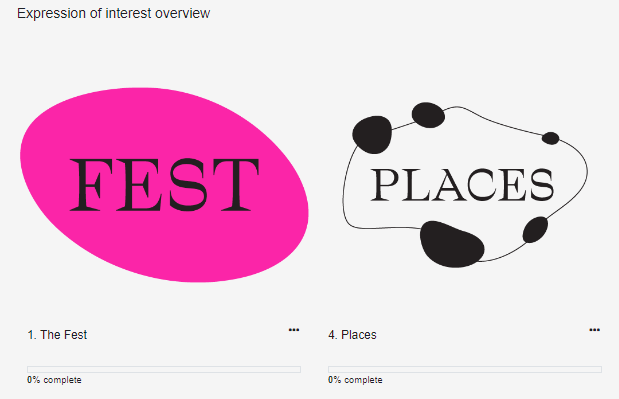 Expression of interest overview
FEST
PLACES
1. The Fest
4. Places
0% complete
0% complete